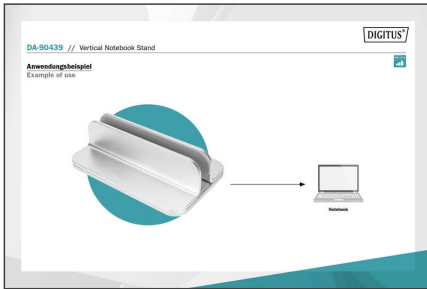 DIGITUS®
DA-90439 // Vertical Notebook Stand
Anwendungsbeispiel
Example of use
Notebook